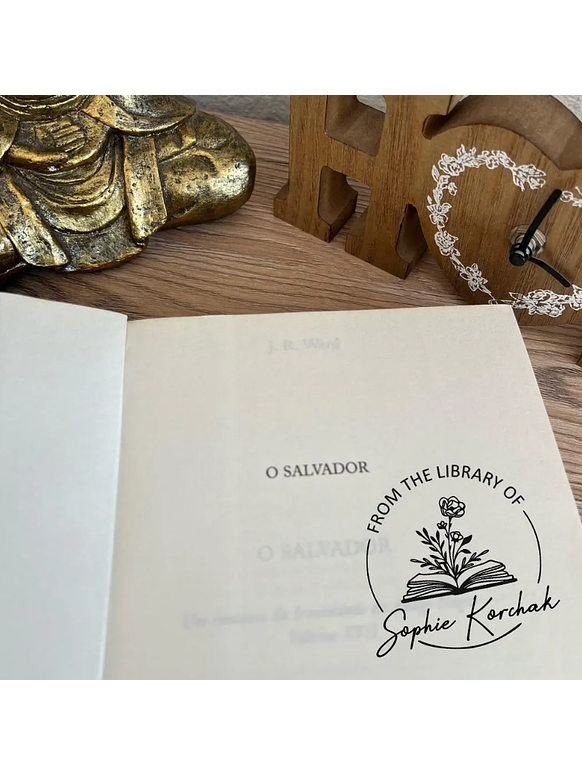 J. R. Ward
O SALVADOR
FROM THE LIBRARY OF
O SALVADOR
Sophie Korchak